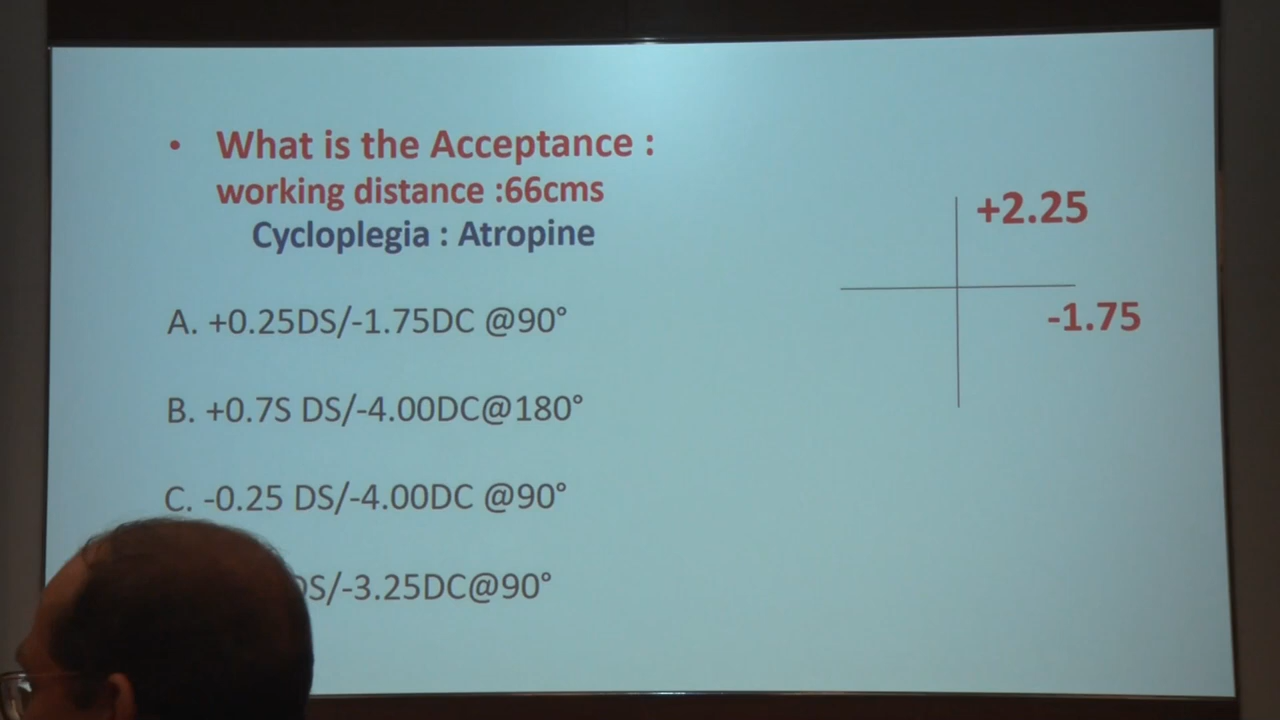 • What is the Acceptance :
working distance :66cms
Cycloplegia : Atropine
+2.25
-1.75
A. +0.25DS/-1.75DC @90°
B. +0.7S DS/-4.00DC@180°
C. -0.25 DS/-4.00DC @90°
DS/-3.25DC@90°